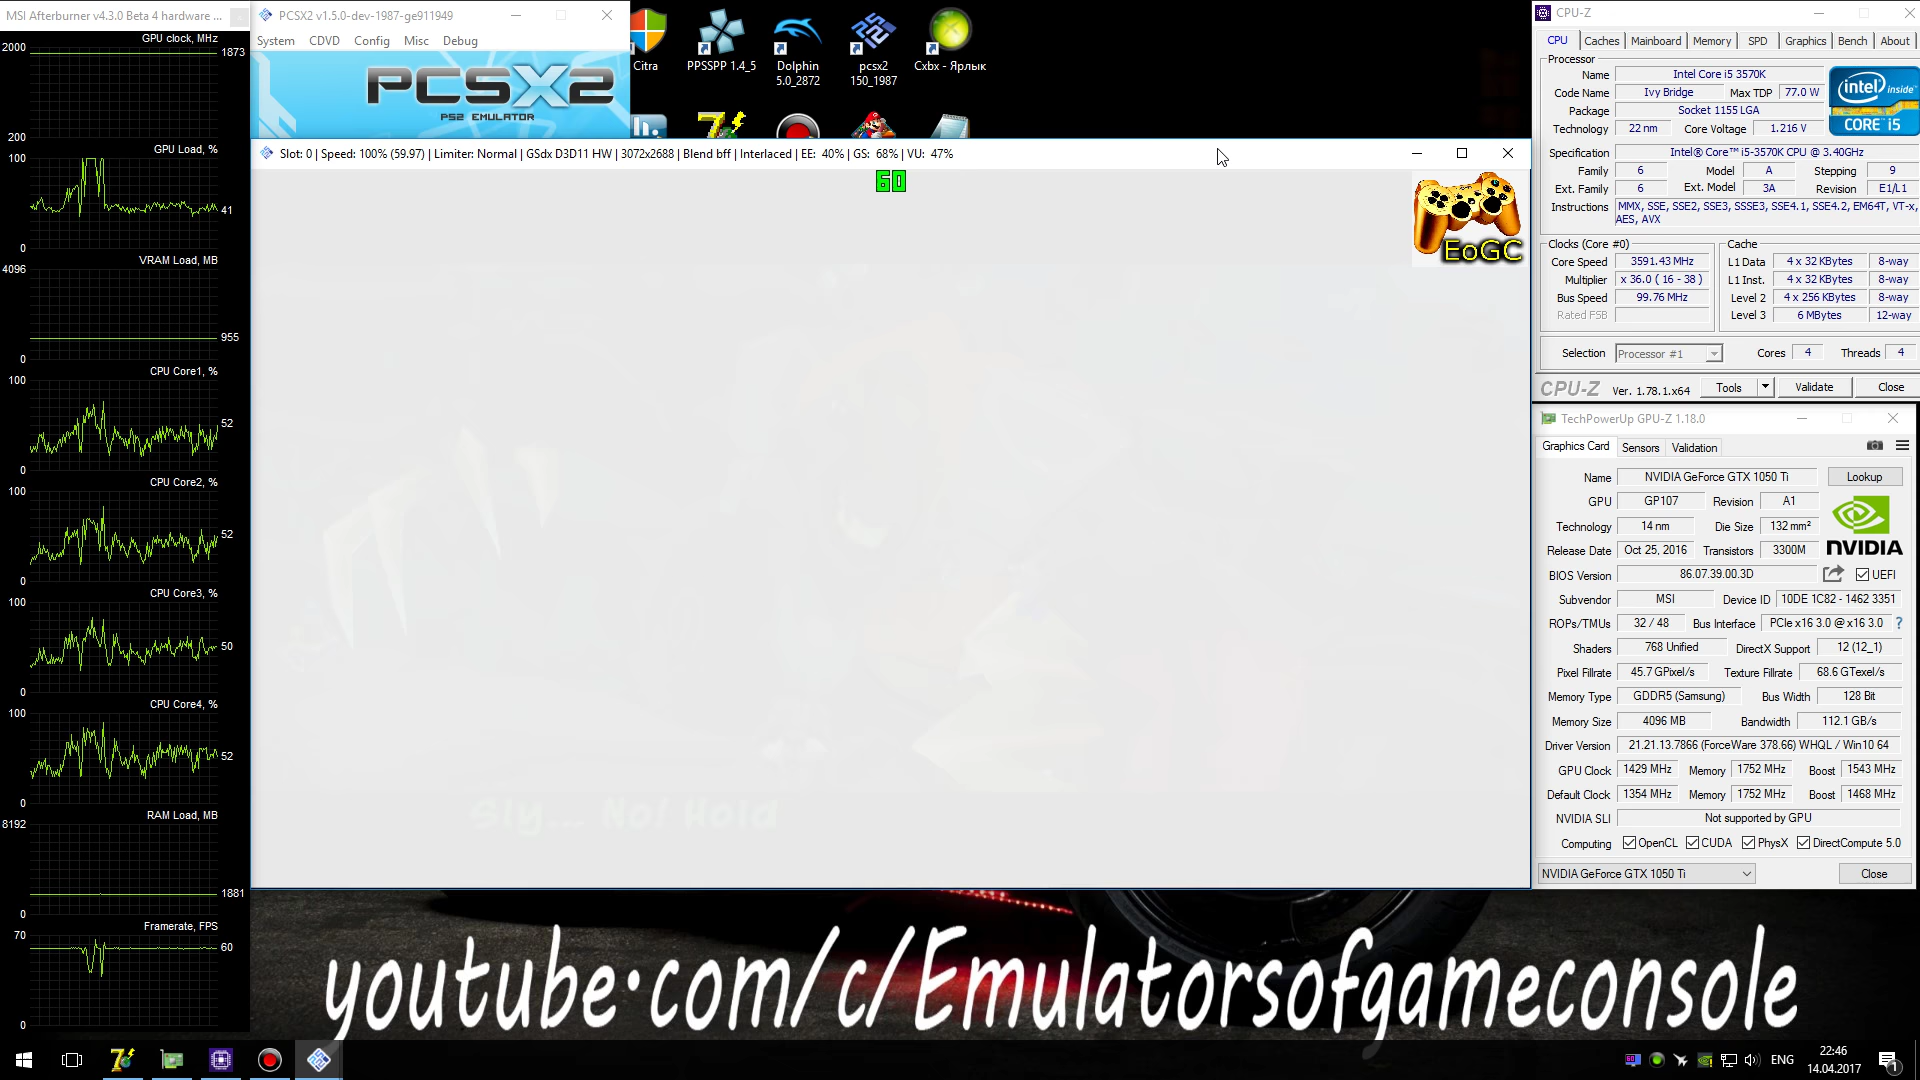 MSI Afterburner v4.3.0 Beta 4 hardware ...
GPU clock, MHz
2000
1873
200
GPU Load, %
100
41
0
VRAM Load, MB
4096
955
0
CPU Core1, %
100
52
0
CPU Core2, %
100
52
0
CPU Core3, %
100
50
0
CPU Core4, %
100
52
0
RAM Load, MB
8192
1881
0
Framerate, FPS
70
60
0
PCSX2 v1.5.0-dev-1987-ge911949
System CDVD Config Misc Debug
PCSX2
PS2 EMULATOR
Citra
PPSSPP 1.4_5
Dolphin 5.0_2872
pcsx2 150_1987
Cxbx - Ярлык
Slot: 0 | Speed: 100% (59.97) | Limiter: Normal | GSdx D3D11 HW | 3072x2688 | Blend bff | Interlaced | EE: 40% | GS: 68% | VU: 47%
60
EoGC
Sly... No! Hold
youtube.com/c/Emulatorsofgameconsole
CPU-Z
CPU Caches Mainboard Memory SPD Graphics Bench About
Processor
Name Intel Core i5 3570K
Code Name Ivy Bridge Max TDP 77.0 W
Package Socket 1155 LGA
Technology 22 nm Core Voltage 1.216 V
intel inside
CORE i5
Specification Intel® Core™ i5-3570K CPU @ 3.40GHz
Family 6 Model A Stepping 9
Ext. Family 6 Ext. Model 3A Revision E1/L1
Instructions MMX, SSE, SSE2, SSE3, SSSE3, SSE4.1, SSE4.2, EM64T, VT-x,
AES, AVX
Clocks (Core #0)
Core Speed 3591.43 MHz
Multiplier x 36.0 ( 16 - 38 )
Bus Speed 99.76 MHz
Rated FSB
Cache
L1 Data 4 x 32 KBytes 8-way
L1 Inst. 4 x 32 KBytes 8-way
Level 2 4 x 256 KBytes 8-way
Level 3 6 MBytes 12-way
Selection Processor #1 Cores 4 Threads 4
CPU-Z Ver. 1.78.1.x64 Tools Validate Close
TechPowerUp GPU-Z 1.18.0
Graphics Card Sensors Validation
Name NVIDIA GeForce GTX 1050 Ti Lookup
GPU GP107 Revision A1
Technology 14 nm Die Size 132 mm²
Release Date Oct 25, 2016 Transistors 3300M
NVIDIA
BIOS Version 86.07.39.00.3D UEFI
Subvendor MSI Device ID 10DE 1C82 - 1462 3351
ROPs/TMUs 32 / 48 Bus Interface PCIe x16 3.0 @ x16 3.0 ?
Shaders 768 Unified DirectX Support 12 (12_1)
Pixel Fillrate 45.7 GPixel/s Texture Fillrate 68.6 GTexel/s
Memory Type GDDR5 (Samsung) Bus Width 128 Bit
Memory Size 4096 MB Bandwidth 112.1 GB/s
Driver Version 21.21.13.7866 (ForceWare 378.66) WHQL / Win10 64
GPU Clock 1429 MHz Memory 1752 MHz Boost 1543 MHz
Default Clock 1354 MHz Memory 1752 MHz Boost 1468 MHz
NVIDIA SLI Not supported by GPU
Computing OpenCL CUDA PhysX DirectCompute 5.0
NVIDIA GeForce GTX 1050 Ti Close
ENG
22:46
14.04.2017
1